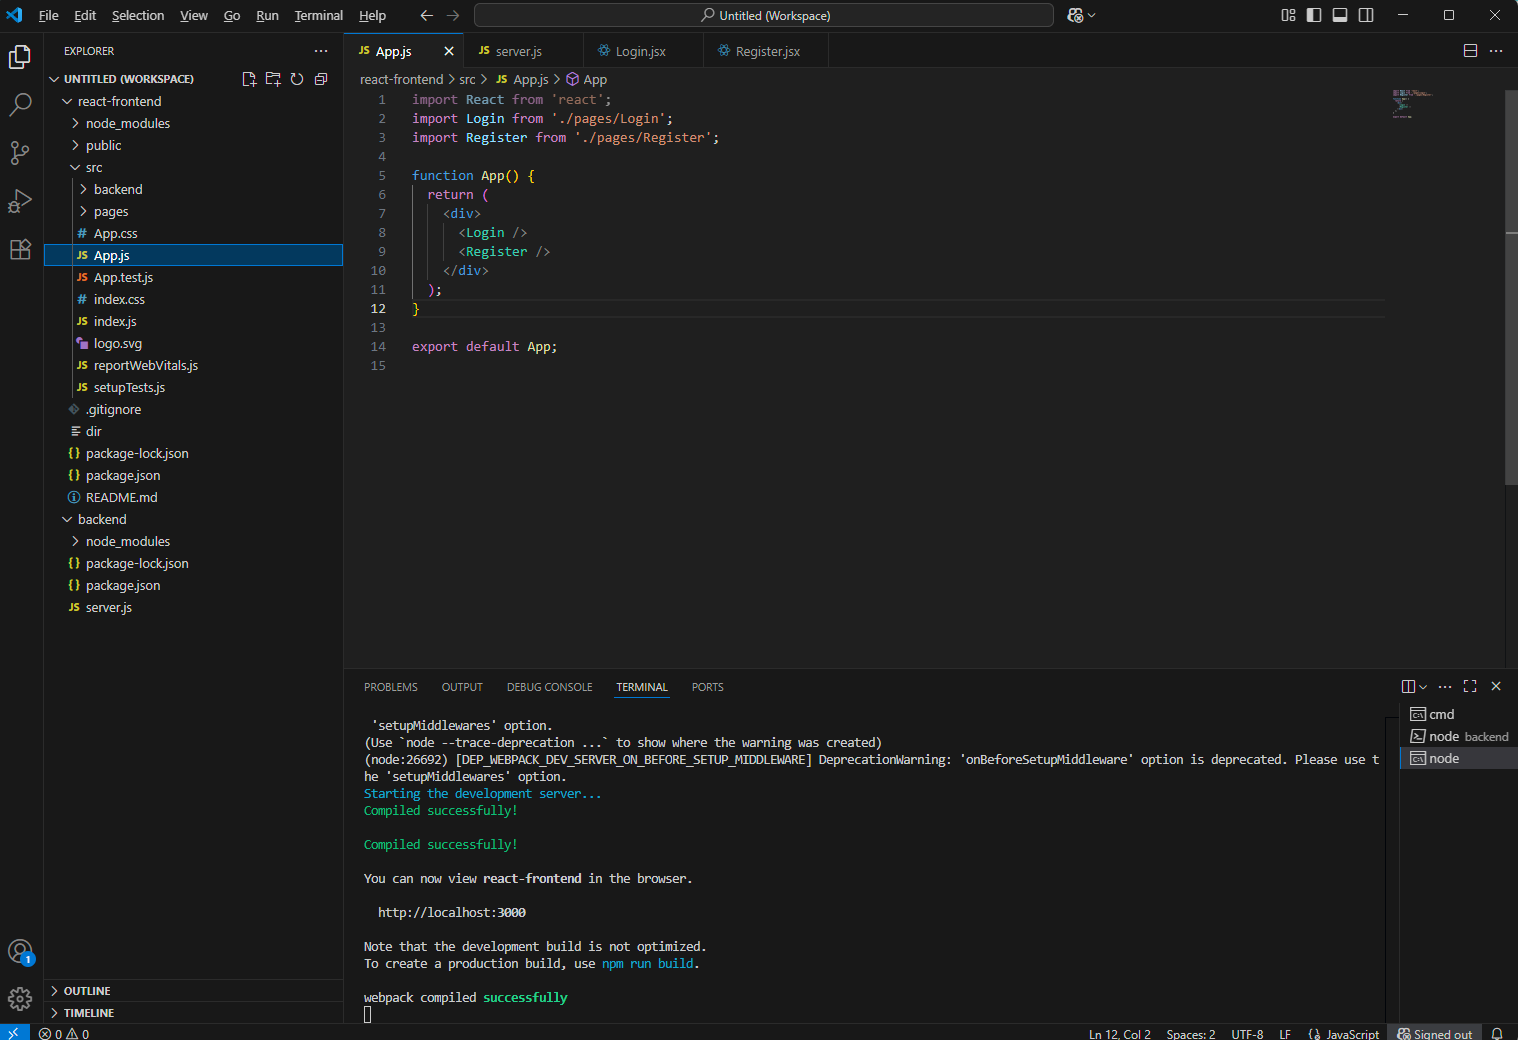 File Edit Selection View Go Run Terminal Help
Untitled (Workspace)
EXPLORER
UNTITLED (WORKSPACE)
react-frontend
node_modules
public
src
backend
pages
# App.css
JS App.js
JS App.test.js
# index.css
JS index.js
logo.svg
JS reportWebVitals.js
JS setupTests.js
.gitignore
dir
{} package-lock.json
{} package.json
README.md
backend
node_modules
{} package-lock.json
{} package.json
JS server.js
OUTLINE
TIMELINE
JS App.js
JS server.js
Login.jsx
Register.jsx
react-frontend > src > JS App.js > App
1 import React from 'react';
2 import Login from './pages/Login';
3 import Register from './pages/Register';
4
5 function App() {
6 return (
7 <div>
8 <Login />
9 <Register />
10 </div>
11 );
12 }
13
14 export default App;
15
PROBLEMS OUTPUT DEBUG CONSOLE TERMINAL PORTS
'setupMiddlewares' option.
(Use `node --trace-deprecation ...` to show where the warning was created)
(node:26692) [DEP_WEBPACK_DEV_SERVER_ON_BEFORE_SETUP_MIDDLEWARE] DeprecationWarning: 'onBeforeSetupMiddleware' option is deprecated. Please use t
he 'setupMiddlewares' option.
Starting the development server...
Compiled successfully!
Compiled successfully!
You can now view react-frontend in the browser.
http://localhost:3000
Note that the development build is not optimized.
To create a production build, use npm run build.
webpack compiled successfully
cmd
node backend
node
1
0 0
Ln 12, Col 2 Spaces: 2 UTF-8 LF {} JavaScript Signed out